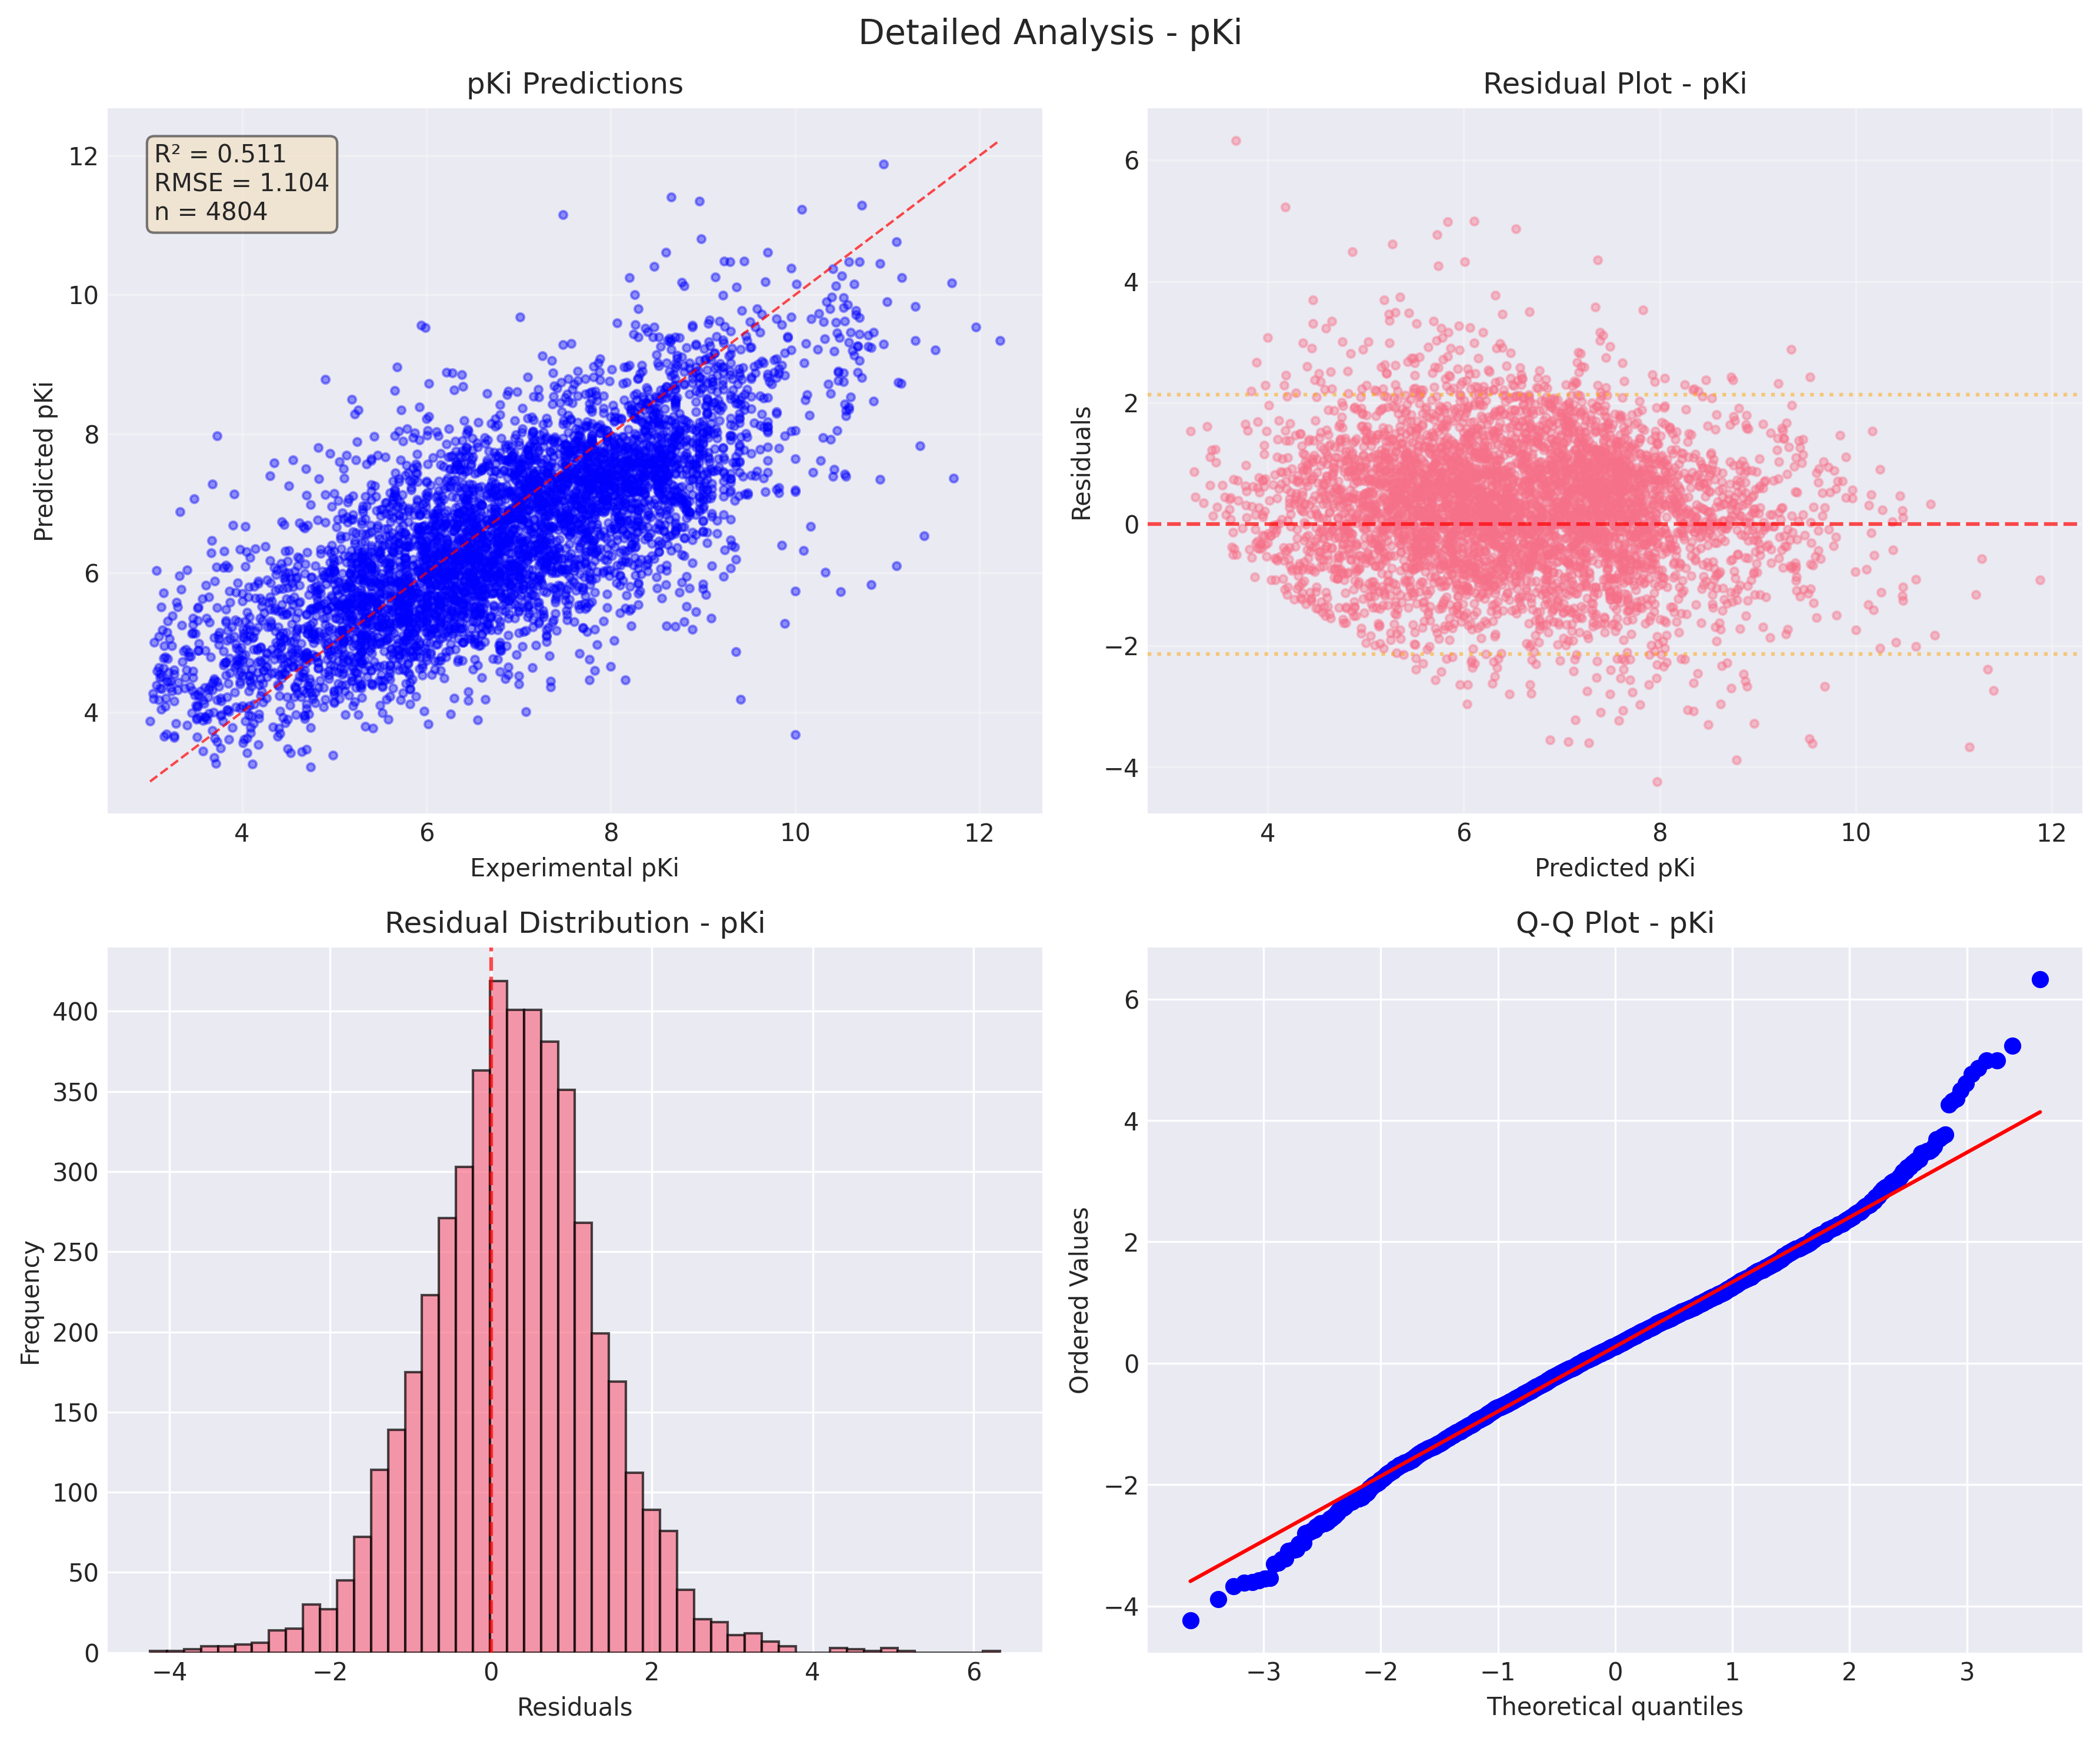 Detailed Analysis - pKi
pKi Predictions
R² = 0.511
RMSE = 1.104
n = 4804
12
10
8
6
4
Predicted pKi
4 6 8 10 12
Experimental pKi
Residual Plot - pKi
6
4
2
0
−2
−4
Residuals
4 6 8 10 12
Predicted pKi
Residual Distribution - pKi
400
350
300
250
200
150
100
50
0
Frequency
−4 −2 0 2 4 6
Residuals
Q-Q Plot - pKi
6
4
2
0
−2
−4
Ordered Values
−3 −2 −1 0 1 2 3
Theoretical quantiles